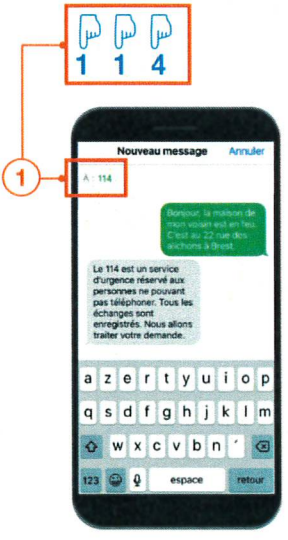 1 1 4
1
Nouveau message Annuler
A : 114
Bonjour, la maison de
mon voisin est en feu.
C'est au 22 rue des
alichons à Brest.
Le 114 est un service
d'urgence réservé aux
personnes ne pouvant
pas téléphoner. Tous les
échanges sont
enregistrés. Nous allons
traiter votre demande.
a z e r t y u i o p
q s d f g h j k l m
w x c v b n ´
123 espace retour